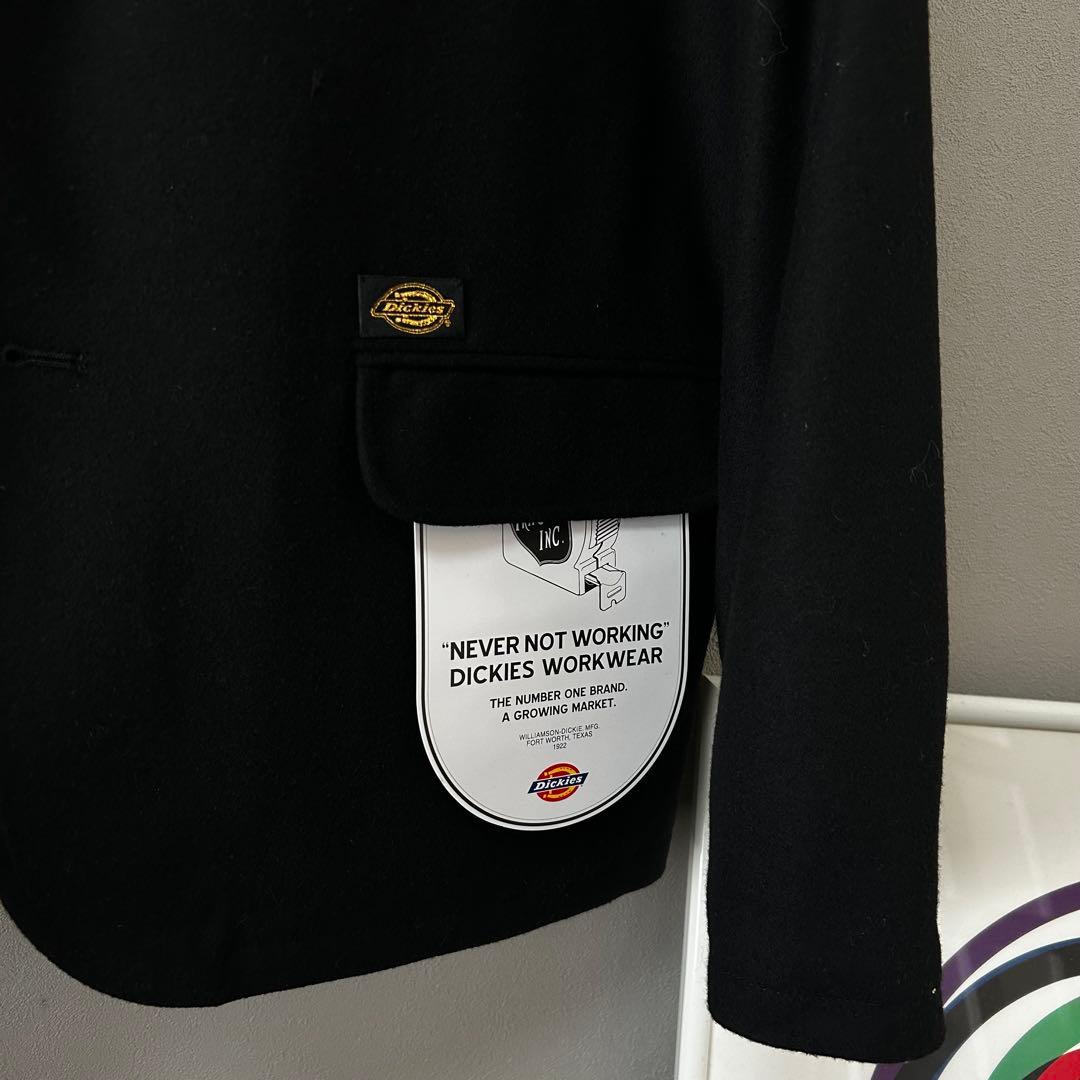 Dickies
INC.
"NEVER NOT WORKING"
DICKIES WORKWEAR
THE NUMBER ONE BRAND.
A GROWING MARKET.
WILLIAMSON-DICKIE MFG.
FORT WORTH, TEXAS
1922
Dickies